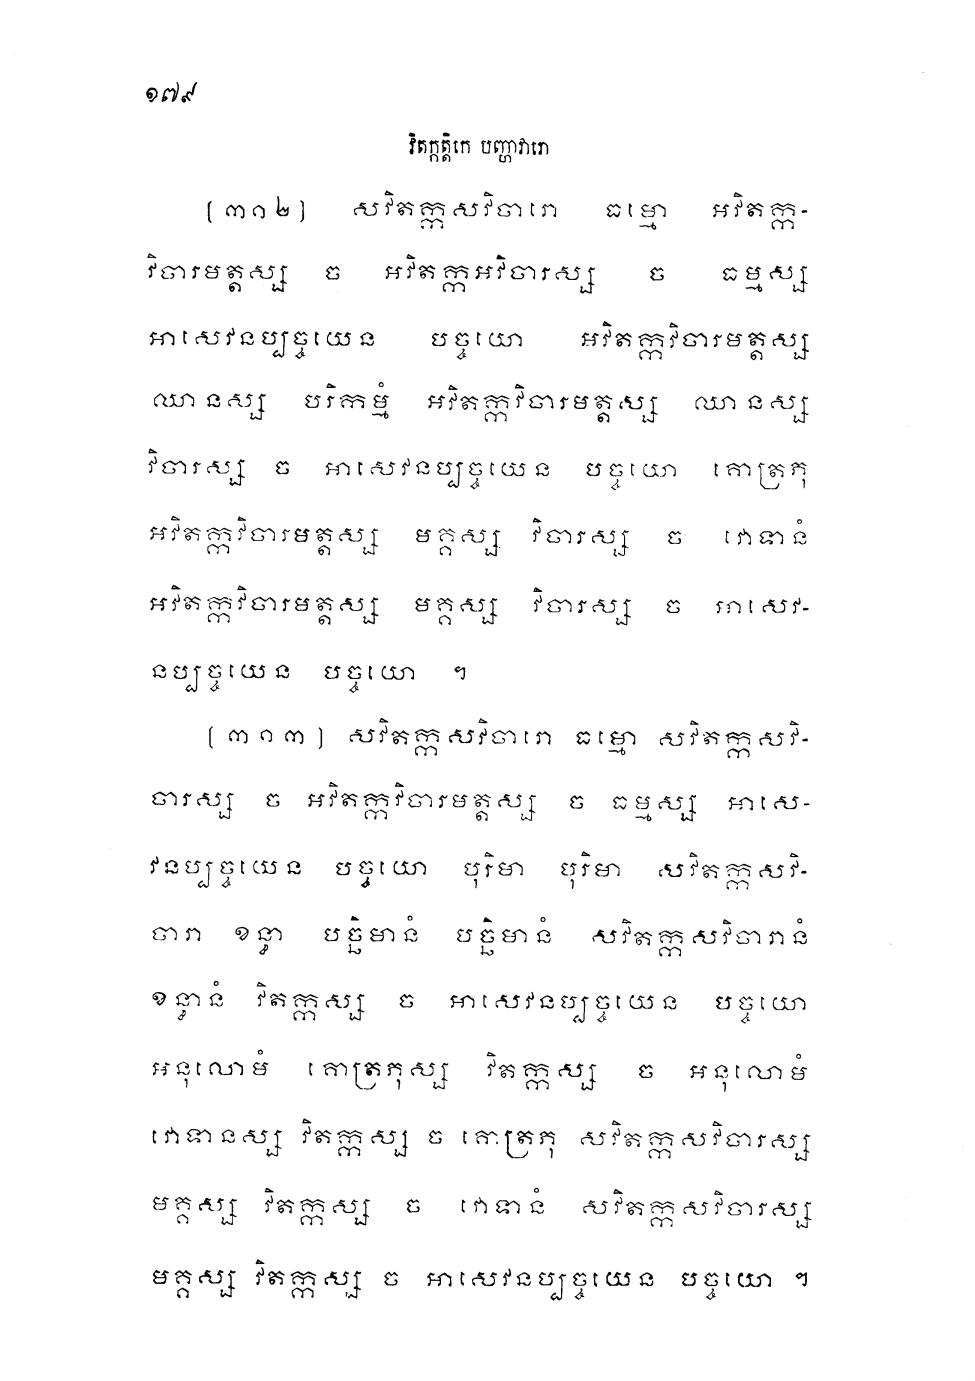 ១៧៩
វិតក្កត្តិកេ បញ្ហាវារោ
(៣១២) សវិតក្កសវិចារោ ធម្មោ អវិតក្ក-
វិចារមត្តស្ស ច អវិតក្កអវិចារស្ស ច ធម្មស្ស
អាសេវនប្បច្ចយេន បច្ចយោ អវិតក្កវិចារមត្តស្ស
ឈានស្ស បរិកម្មំ អវិតក្កវិចារមត្តស្ស ឈានស្ស
វិចារស្ស ច អាសេវនប្បច្ចយេន បច្ចយោ គោត្រភុ
អវិតក្កវិចារមត្តស្ស មគ្គស្ស វិចារស្ស ច វោទានំ
អវិតក្កវិចារមត្តស្ស មគ្គស្ស វិចារស្ស ច អាសេវ-
នប្បច្ចយេន បច្ចយោ ។
(៣១៣) សវិតក្កសវិចារោ ធម្មោ សវិតក្កសវិ-
ចារស្ស ច អវិតក្កវិចារមត្តស្ស ច ធម្មស្ស អាសេ-
វនប្បច្ចយេន បច្ចយោ បុរិមា បុរិមា សវិតក្កសវិ-
ចារា ខន្ធា បច្ឆិមានំ បច្ឆិមានំ សវិតក្កសវិចារានំ
ខន្ធានំ វិតក្កស្ស ច អាសេវនប្បច្ចយេន បច្ចយោ
អនុលោមំ គោត្រភុស្ស វិតក្កស្ស ច អនុលោមំ
វោទានស្ស វិតក្កស្ស ច គោត្រភុ សវិតក្កសវិចារស្ស
មគ្គស្ស វិតក្កស្ស ច វោទានំ សវិតក្កសវិចារស្ស
មគ្គស្ស វិតក្កស្ស ច អាសេវនប្បច្ចយេន បច្ចយោ ។